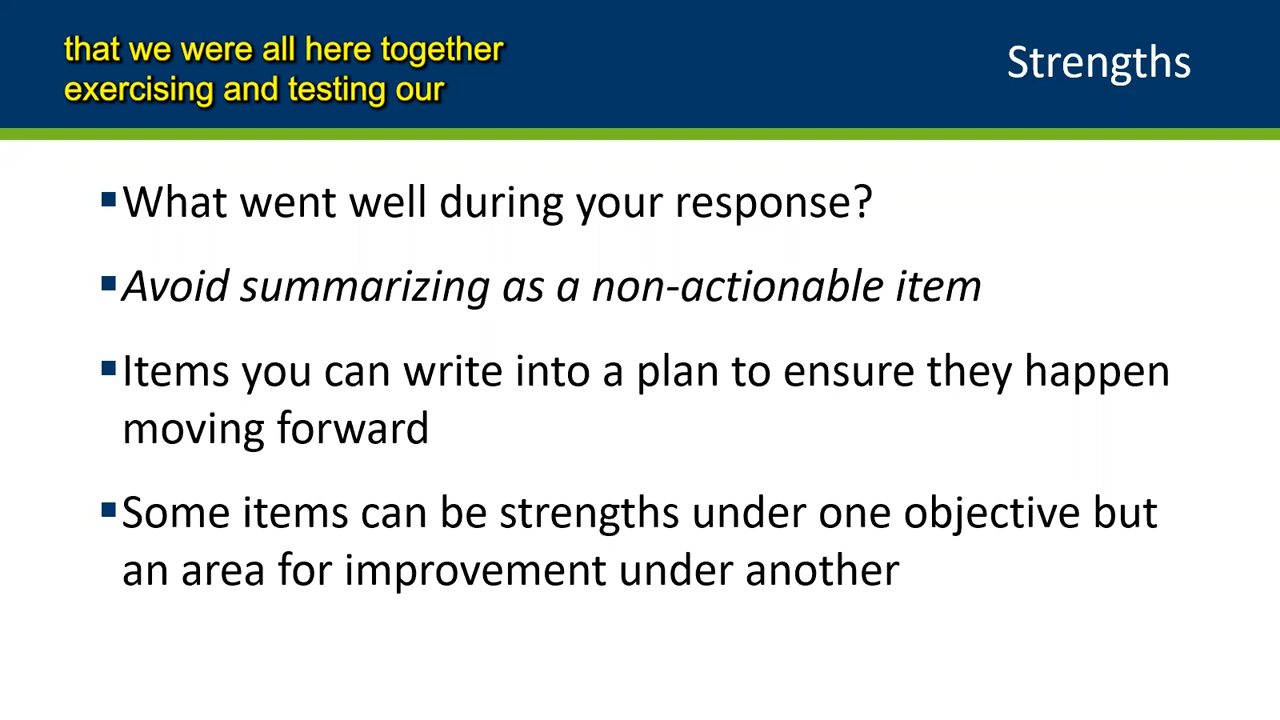 that we were all here together
exercising and testing our
Strengths
▪What went well during your response?
▪Avoid summarizing as a non-actionable item
▪Items you can write into a plan to ensure they happen
moving forward
▪Some items can be strengths under one objective but
an area for improvement under another